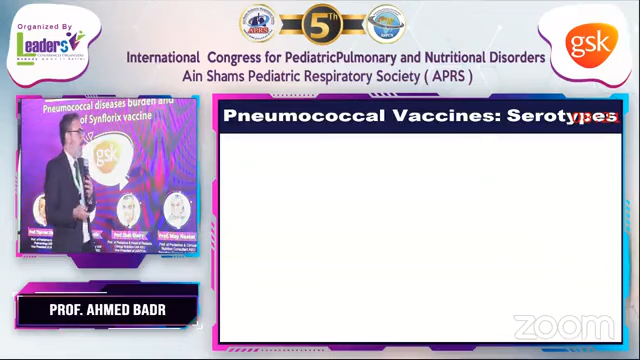 Organized By
Leaders
5Th
APRS
International Congress for PediatricPulmonary and Nutritional Disorders
Ain Shams Pediatric Respiratory Society ( APRS )
gsk
Pneumococcal diseases burden and
of Synflorix vaccine
gsk
Pneumococcal Vaccines: Serotypes
PROF. AHMED BADR
zoom